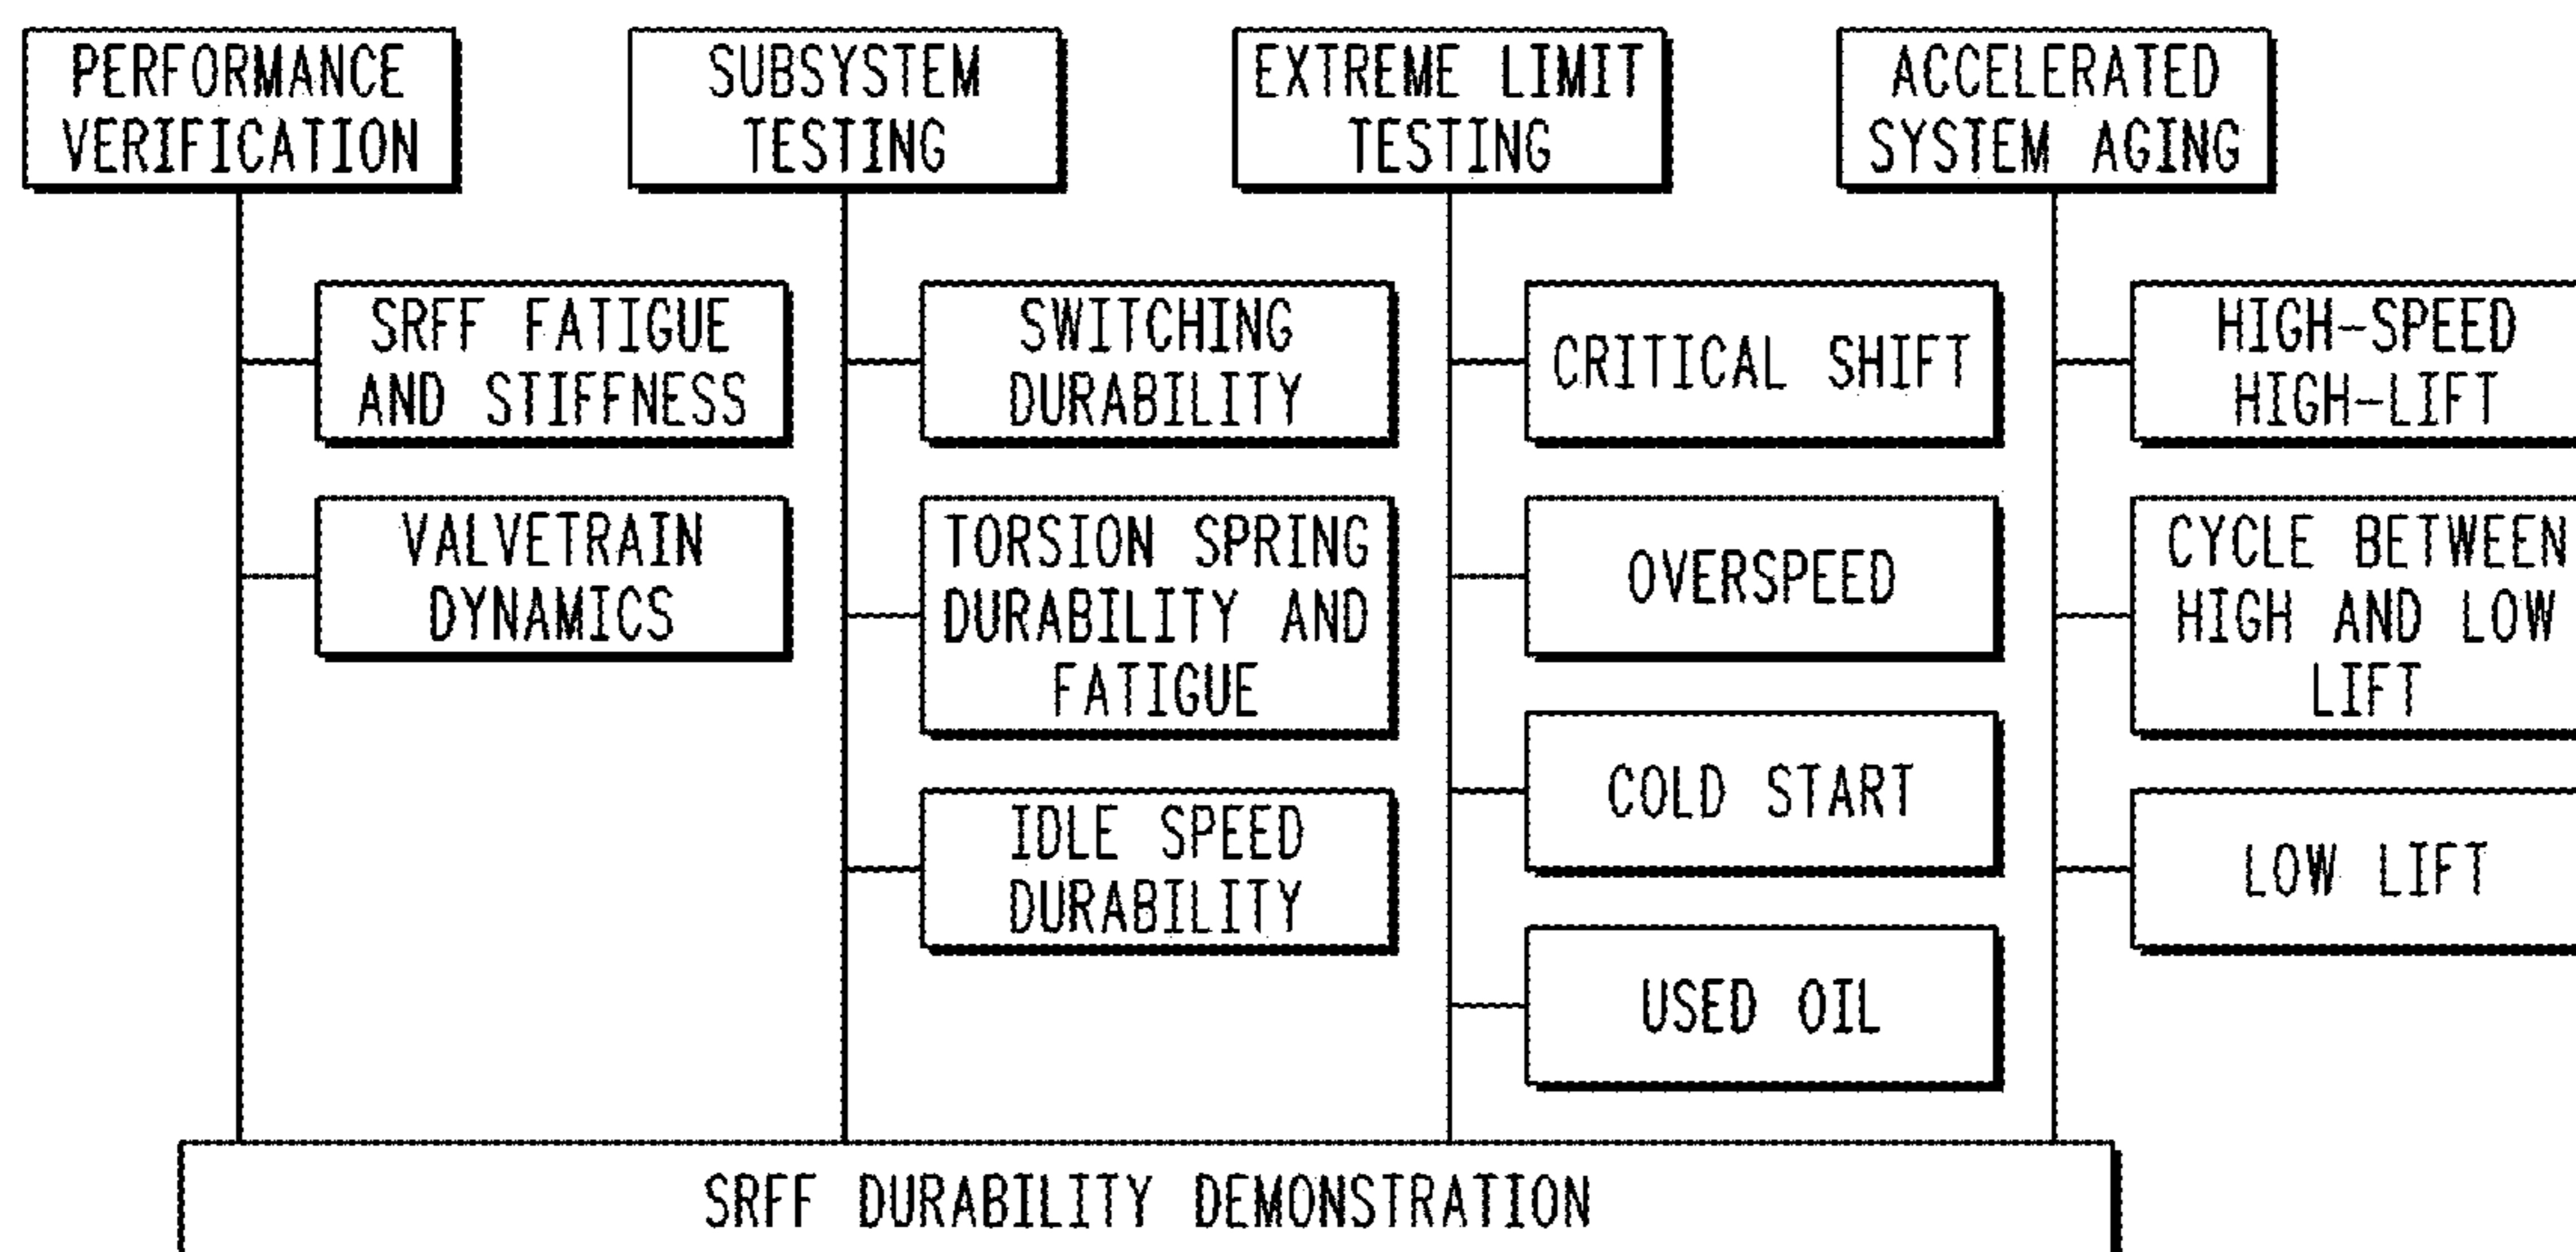 PERFORMANCE
VERIFICATION
SUBSYSTEM
TESTING
EXTREME LIMIT
TESTING
ACCELERATED
SYSTEM AGING
SRFF FATIGUE
AND STIFFNESS
VALVETRAIN
DYNAMICS
SWITCHING
DURABILITY
TORSION SPRING
DURABILITY AND
FATIGUE
IDLE SPEED
DURABILITY
CRITICAL SHIFT
OVERSPEED
COLD START
USED OIL
HIGH-SPEED
HIGH-LIFT
CYCLE BETWEEN
HIGH AND LOW
LIFT
LOW LIFT
SRFF DURABILITY DEMONSTRATION